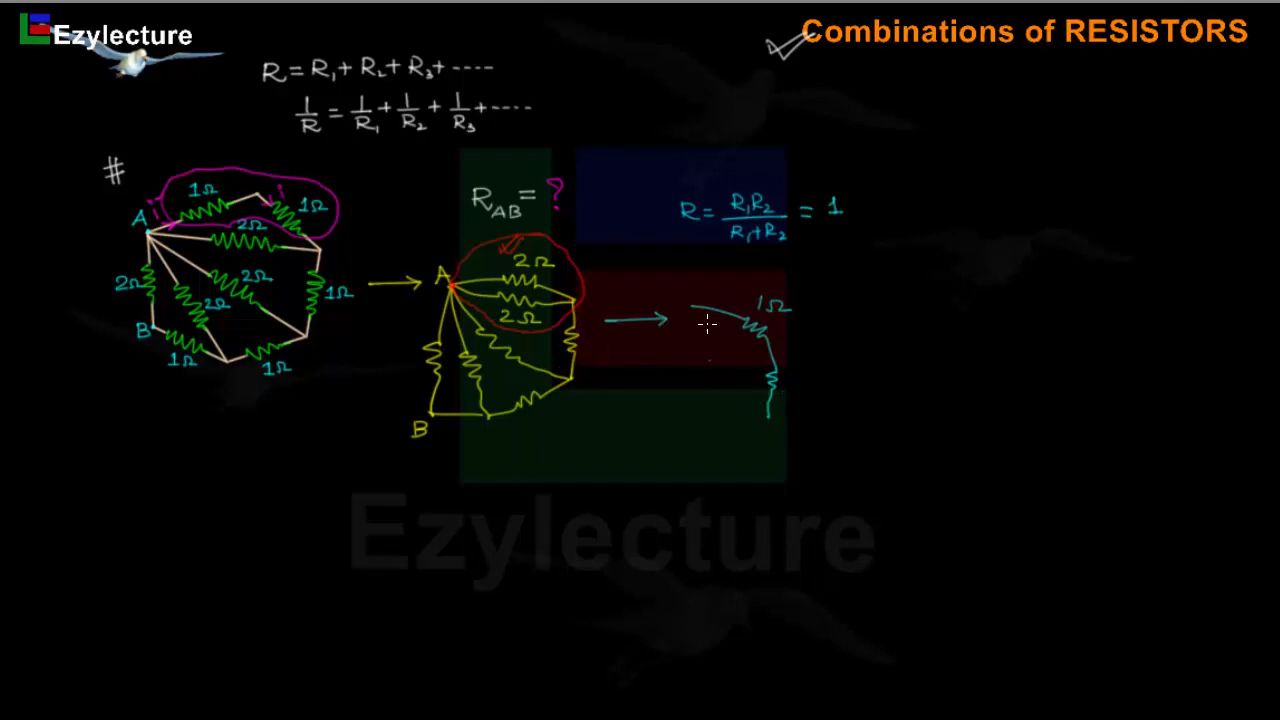 Ezylecture
Combinations of RESISTORS
R = R₁ + R₂ + R₃ + ----
1/R = 1/R₁ + 1/R₂ + 1/R₃ + ----
#
R_AB = ?
R = R₁R₂/R₁+R₂ = 1
1Ω
i
i
1Ω
A
2Ω
2Ω
2Ω
2Ω
1Ω
B
1Ω
1Ω
A
2Ω
2Ω
B
1Ω
Ezylecture